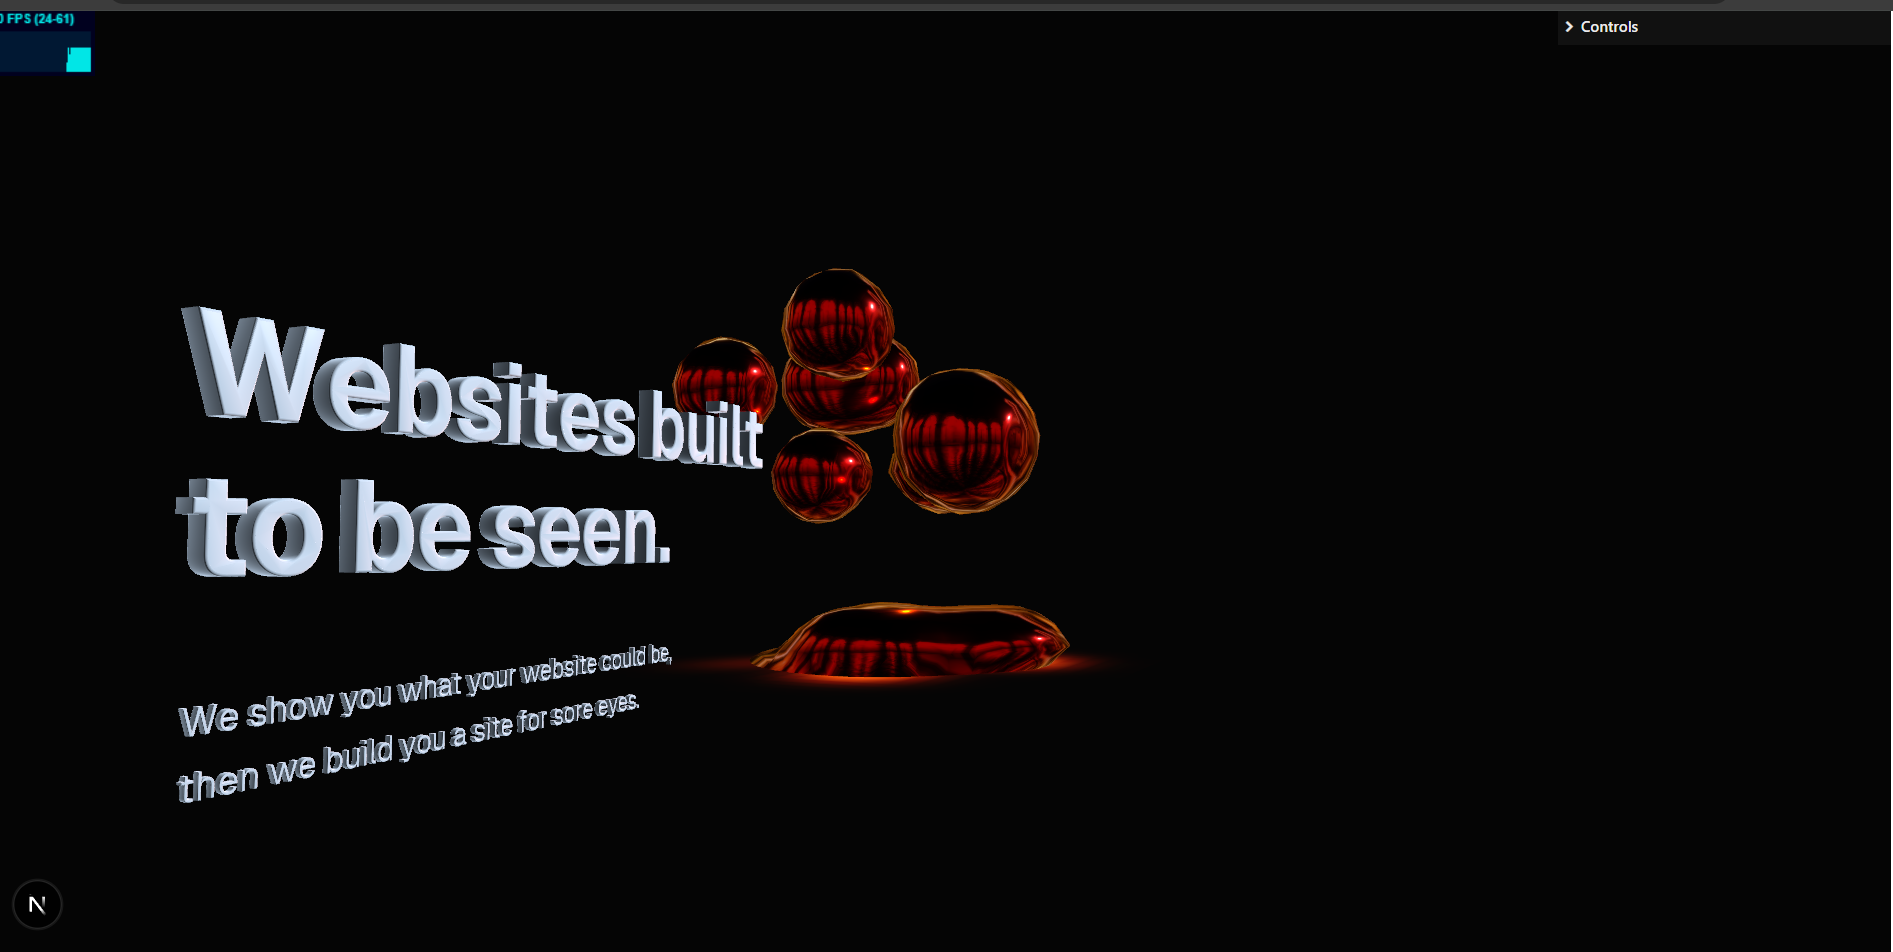 0 FPS (24-61)
Controls
Websites built
to be seen.
We show you what your website could be,
then we build you a site for sore eyes.
N